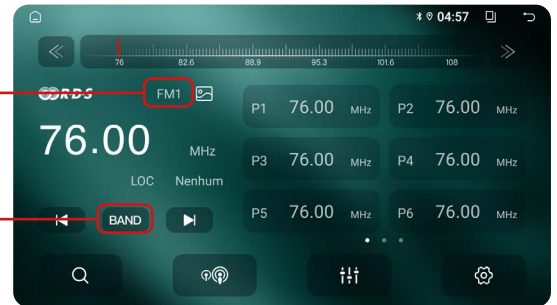 04:57
76 82.6 88.9 95.3 101.6 108
RDS FM1
76.00 MHz
LOC Nenhum
BAND
P1 76.00 MHz P2 76.00 MHz
P3 76.00 MHz P4 76.00 MHz
P5 76.00 MHz P6 76.00 MHz